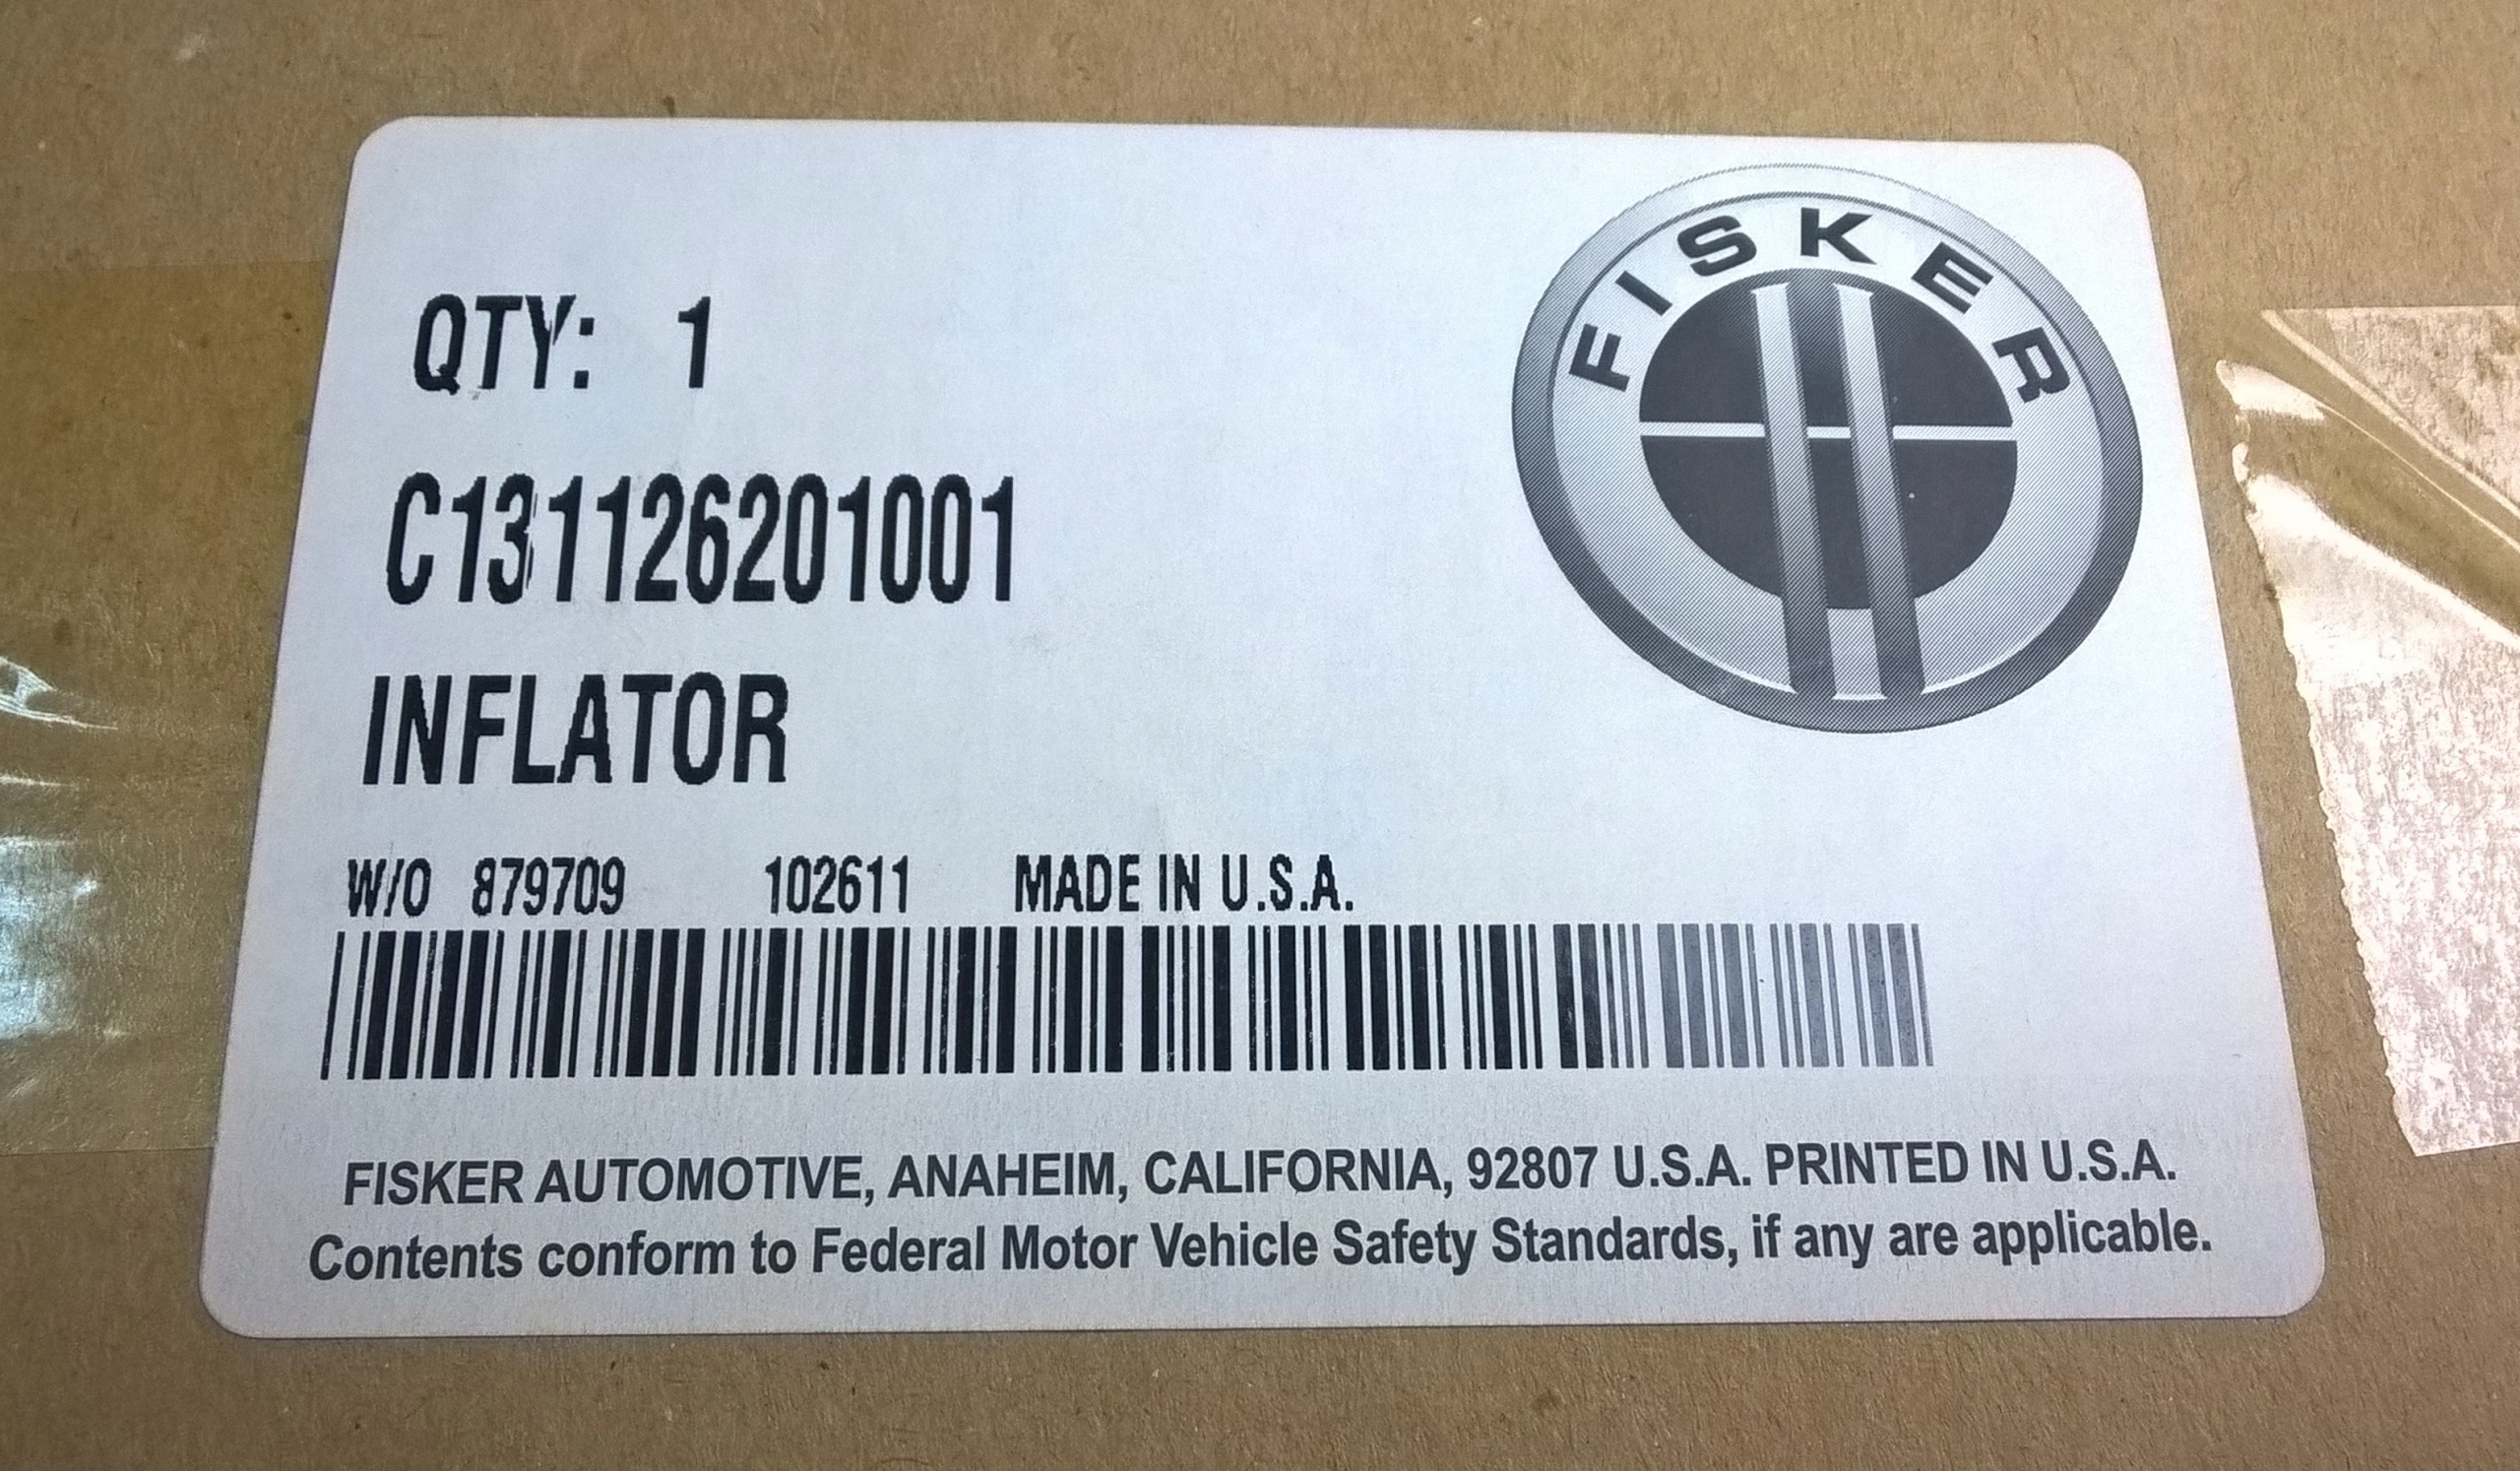 FISKER
QTY: 1
C131126201001
INFLATOR
W/O 879709 102611 MADE IN U.S.A.
FISKER AUTOMOTIVE, ANAHEIM, CALIFORNIA, 92807 U.S.A. PRINTED IN U.S.A.
Contents conform to Federal Motor Vehicle Safety Standards, if any are applicable.